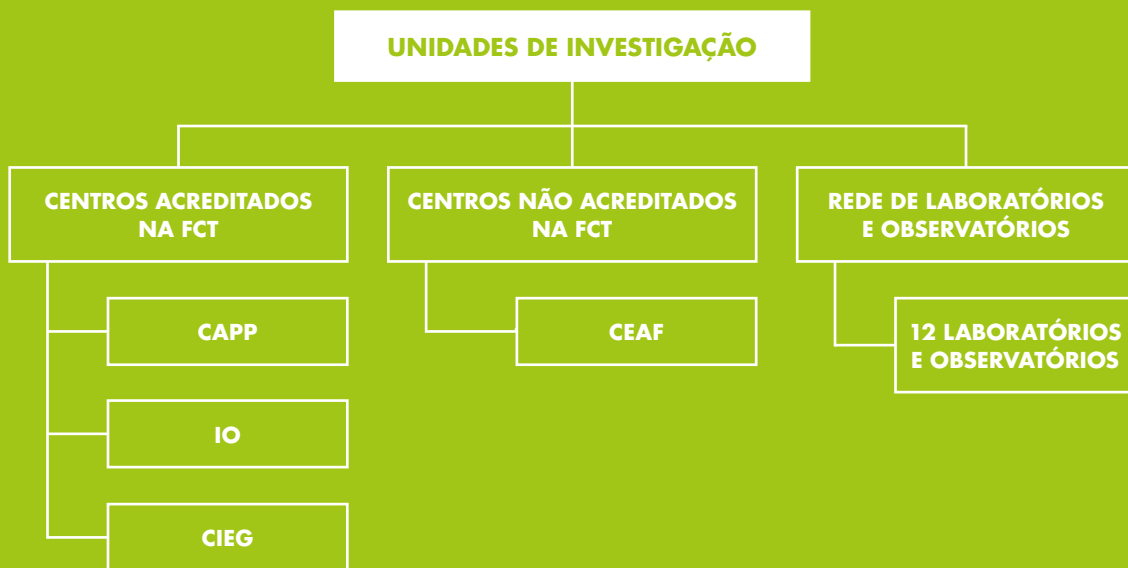 UNIDADES DE INVESTIGAÇÃO
CENTROS ACREDITADOS
NA FCT
CENTROS NÃO ACREDITADOS
NA FCT
REDE DE LABORATÓRIOS
E OBSERVATÓRIOS
CAPP
IO
CIEG
CEAF
12 LABORATÓRIOS
E OBSERVATÓRIOS